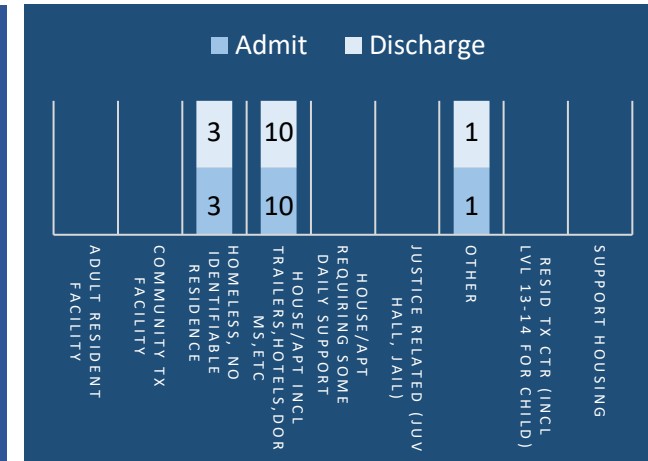 Admit Discharge
3 10 1
3 10 1
ADULT RESIDENT
FACILITY
COMMUNITY TX
FACILITY
HOMELESS, NO
IDENTIFIABLE
RESIDENCE
HOUSE/APT INCL
TRAILERS,HOTELS,DOR
MS,ETC
HOUSE/APT
REQUIRING SOME
DAILY SUPPORT
JUSTICE RELATED (JUV
HALL, JAIL)
OTHER
RESID TX CTR (INCL
LVL 13-14 FOR CHILD)
SUPPORT HOUSING